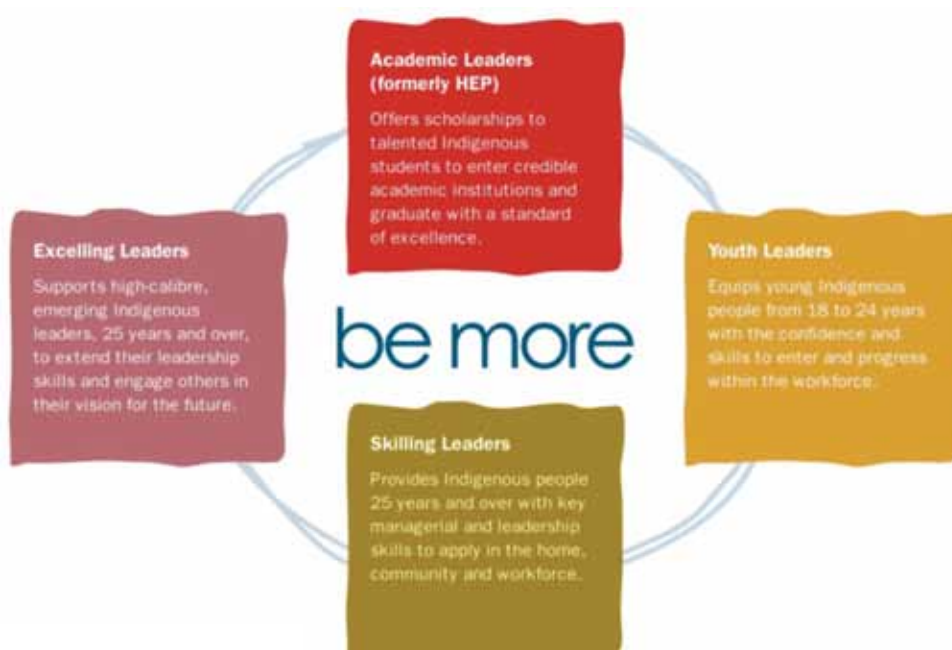 Academic Leaders
(formerly HEP)
Offers scholarships to
talented Indigenous
students to enter credible
academic institutions and
graduate with a standard
of excellence.
Excelling Leaders
Supports high-calibre,
emerging Indigenous
leaders, 25 years and over,
to extend their leadership
skills and engage others in
their vision for the future.
be more
Youth Leaders
Equips young Indigenous
people from 18 to 24 years
with the confidence and
skills to enter and progress
within the workforce.
Skilling Leaders
Provides Indigenous people
25 years and over with key
managerial and leadership
skills to apply in the home,
community and workforce.